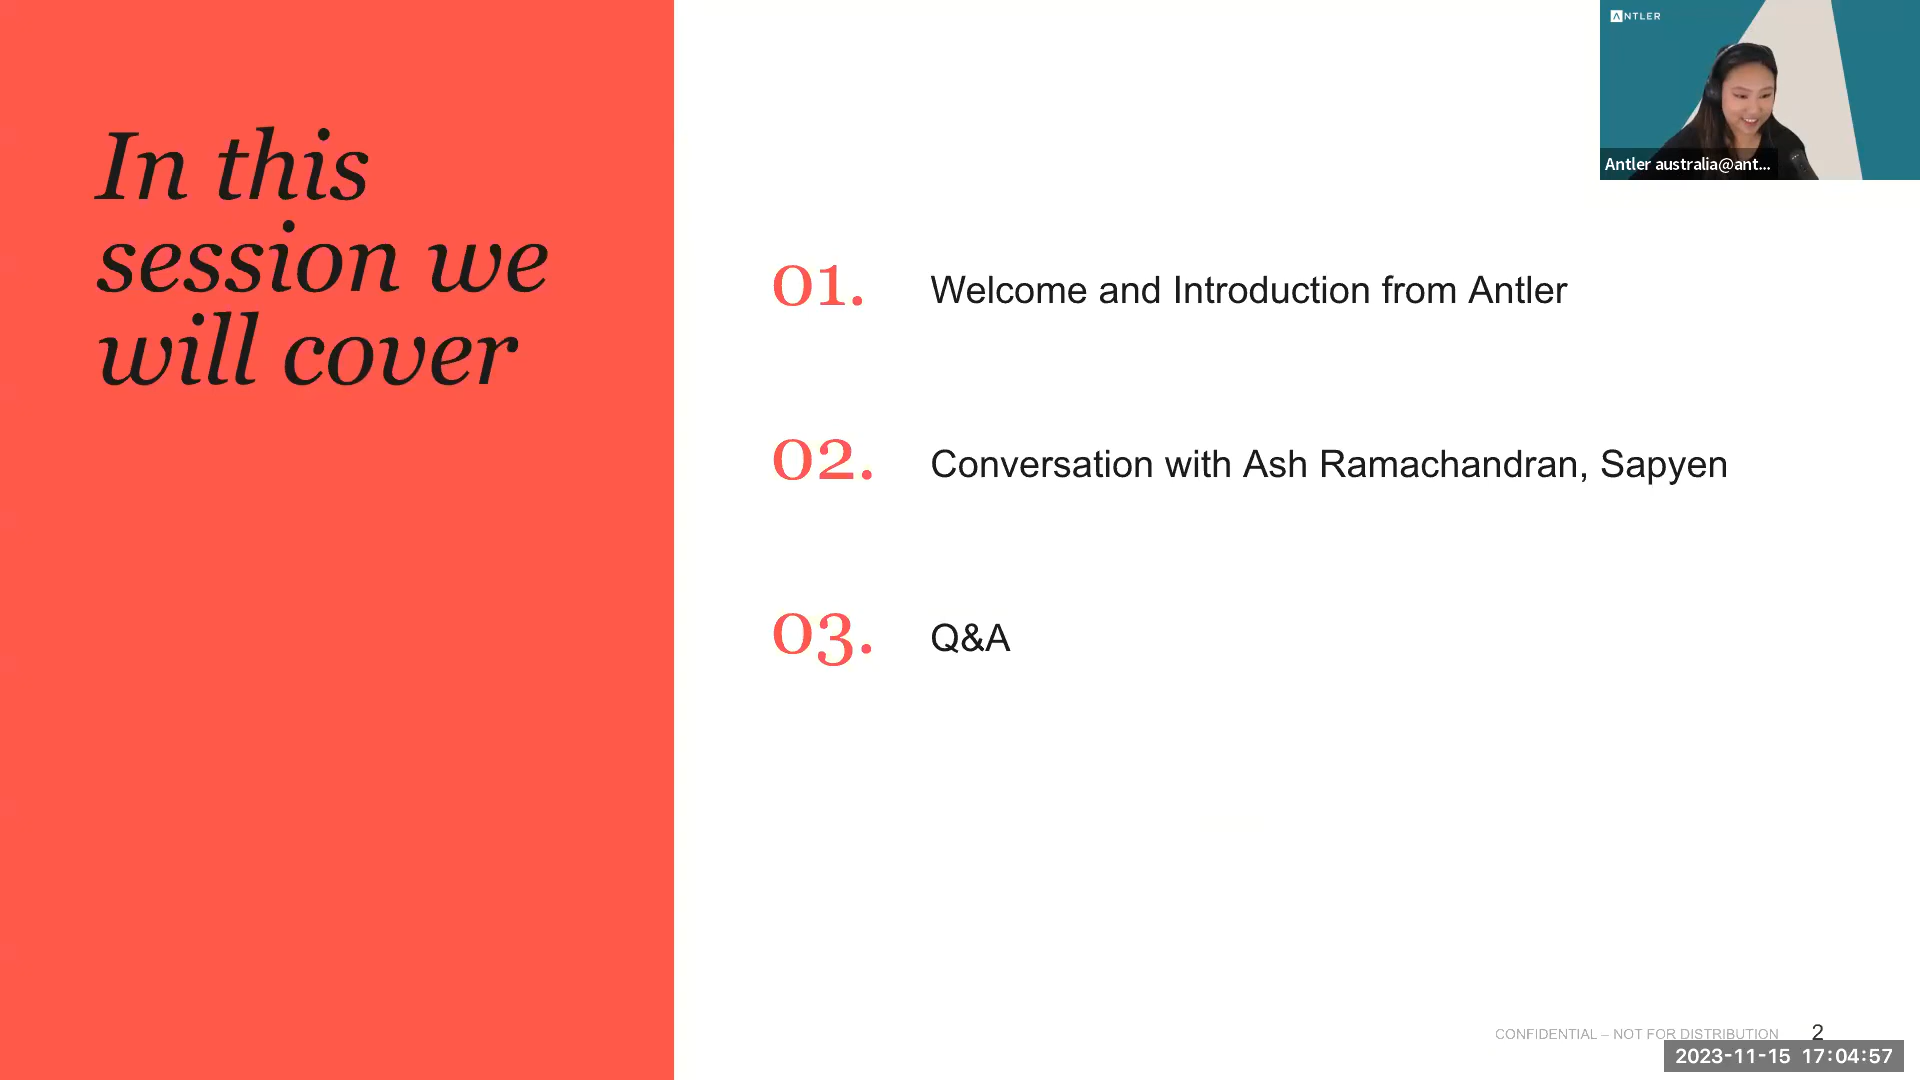 In this
session we
will cover
ANTLER
Antler australia@ant...
01. Welcome and Introduction from Antler
02. Conversation with Ash Ramachandran, Sapyen
03. Q&A
CONFIDENTIAL – NOT FOR DISTRIBUTION 2
2023-11-15 17:04:57